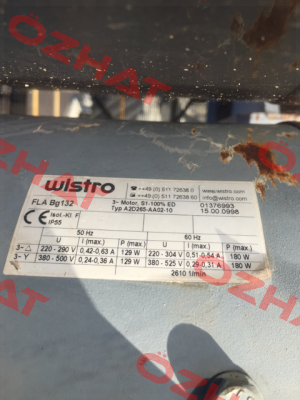 wistro
++49 (0) 511 72638 0
++49 (0) 511 72638 60
www.wistro.com
info@wistro.com
FLA Bg132
3~ Motor, S1-100% ED
01376993
CE Isol.-Kl. F
IP55
Typ A2D265-AA02-10
15.00.0998
50 Hz
60 Hz
U I (max.) P (max.) U I (max.) P (max.)
3~ △ 220 - 290 V 0,42-0,63 A 129 W 220 - 304 V 0,51-0,54 A 180 W
3~ Y 380 - 500 V 0,24-0,36 A 129 W 380 - 525 V 0,29-0,31 A 180 W
2610 1/min
OZHAT
OZHAT
OZHAT
OZHAT